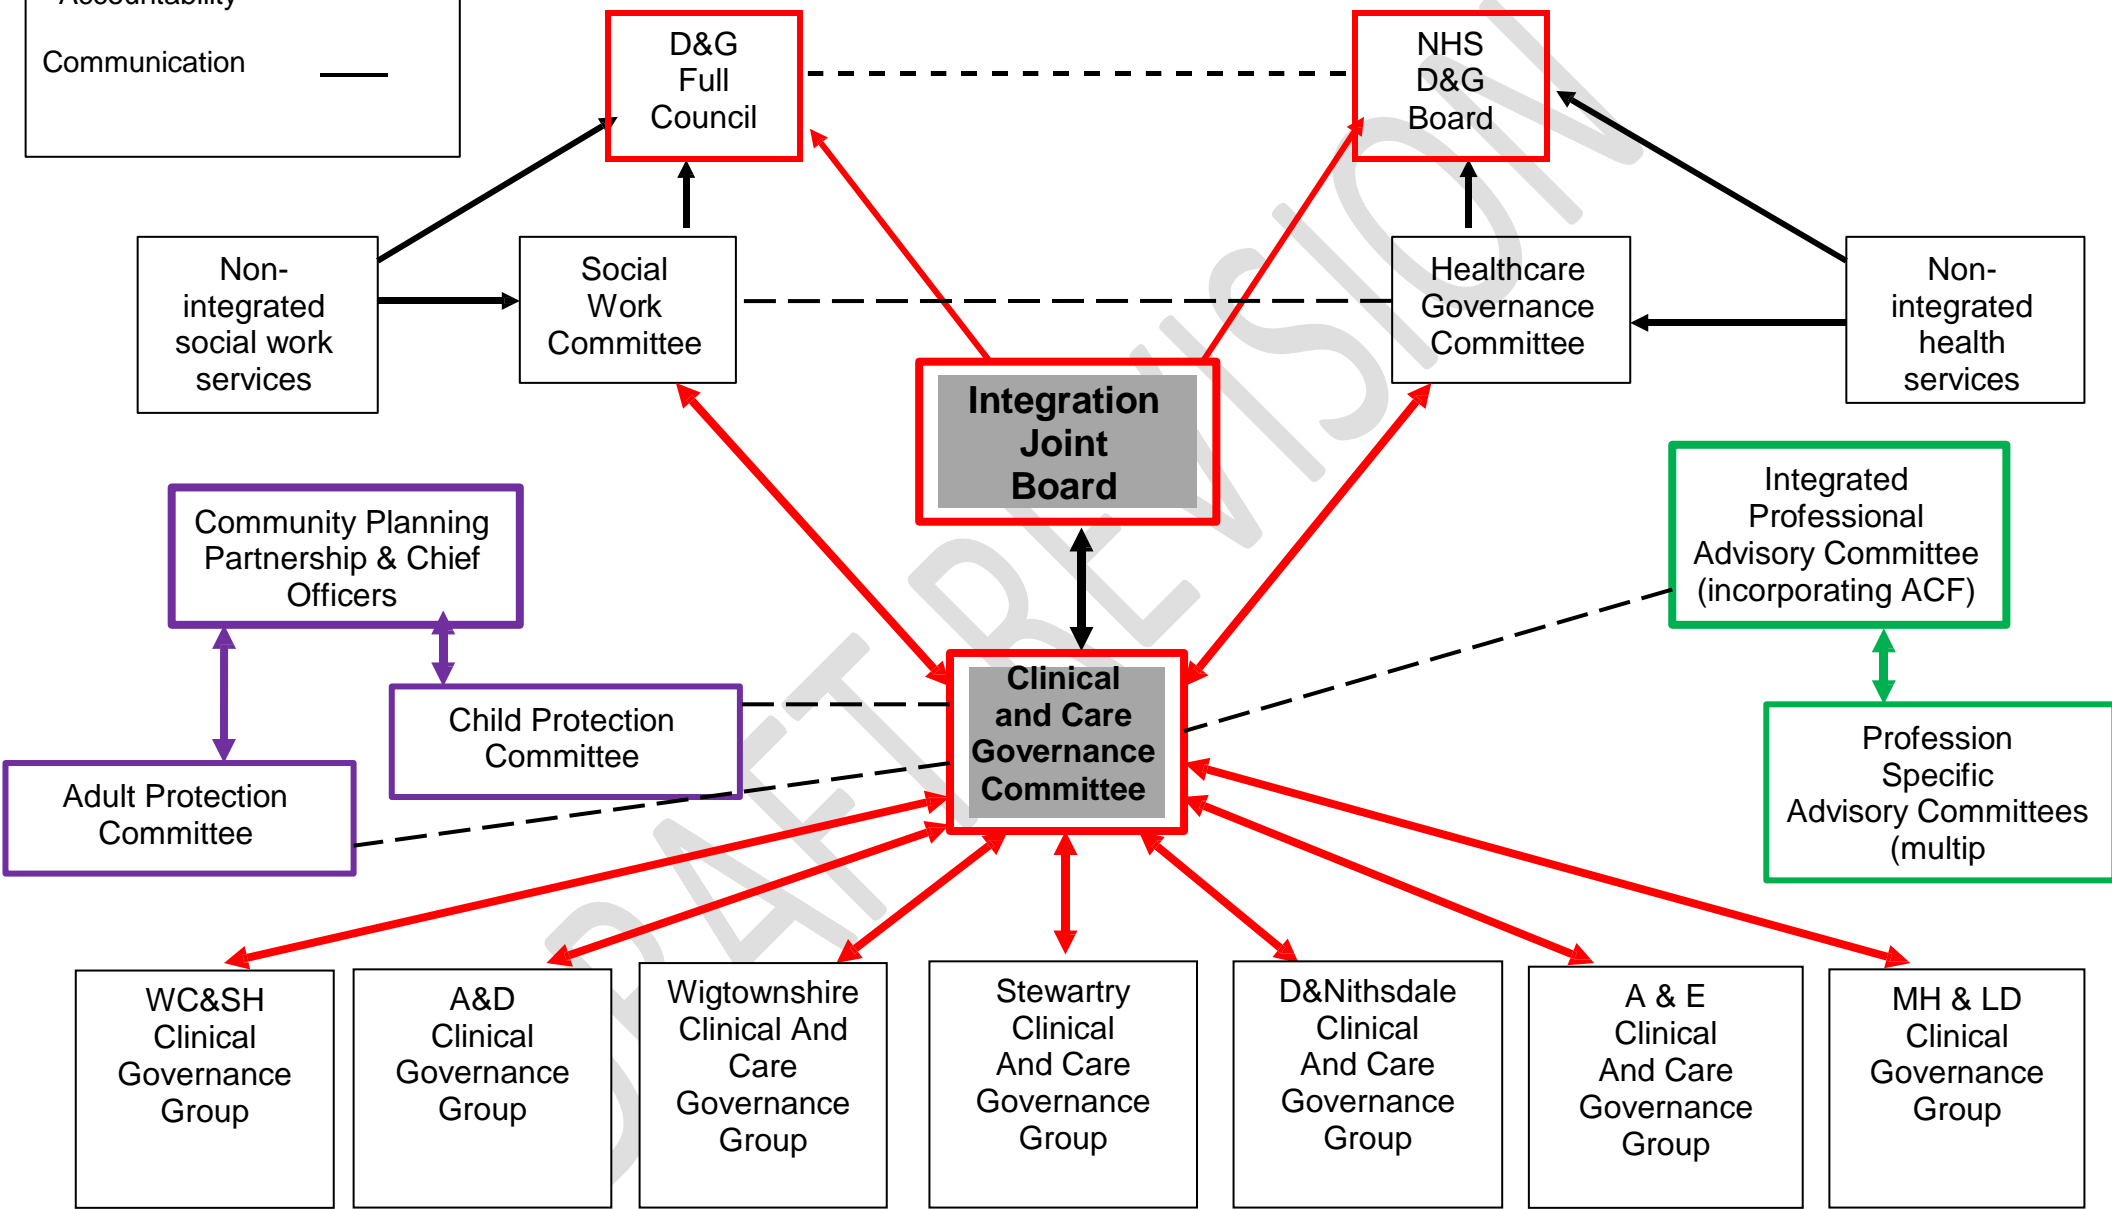 Accountability
Communication
D&G
Full
Council
NHS
D&G
Board
Non-
integrated
social work
services
Social
Work
Committee
Healthcare
Governance
Committee
Non-
integrated
health
services
Integration
Joint
Board
Community Planning
Partnership & Chief
Officers
Integrated
Professional
Advisory Committee
(incorporating ACF)
Child Protection
Committee
Clinical
and Care
Governance
Committee
Adult Protection
Committee
Profession
Specific
Advisory Committees
(multip
WC&SH
Clinical
Governance
Group
A&D
Clinical
Governance
Group
Wigtownshire
Clinical And
Care
Governance
Group
Stewartry
Clinical
And Care
Governance
Group
D&Nithsdale
Clinical
And Care
Governance
Group
A & E
Clinical
And Care
Governance
Group
MH & LD
Clinical
Governance
Group
DRAFT REVISION